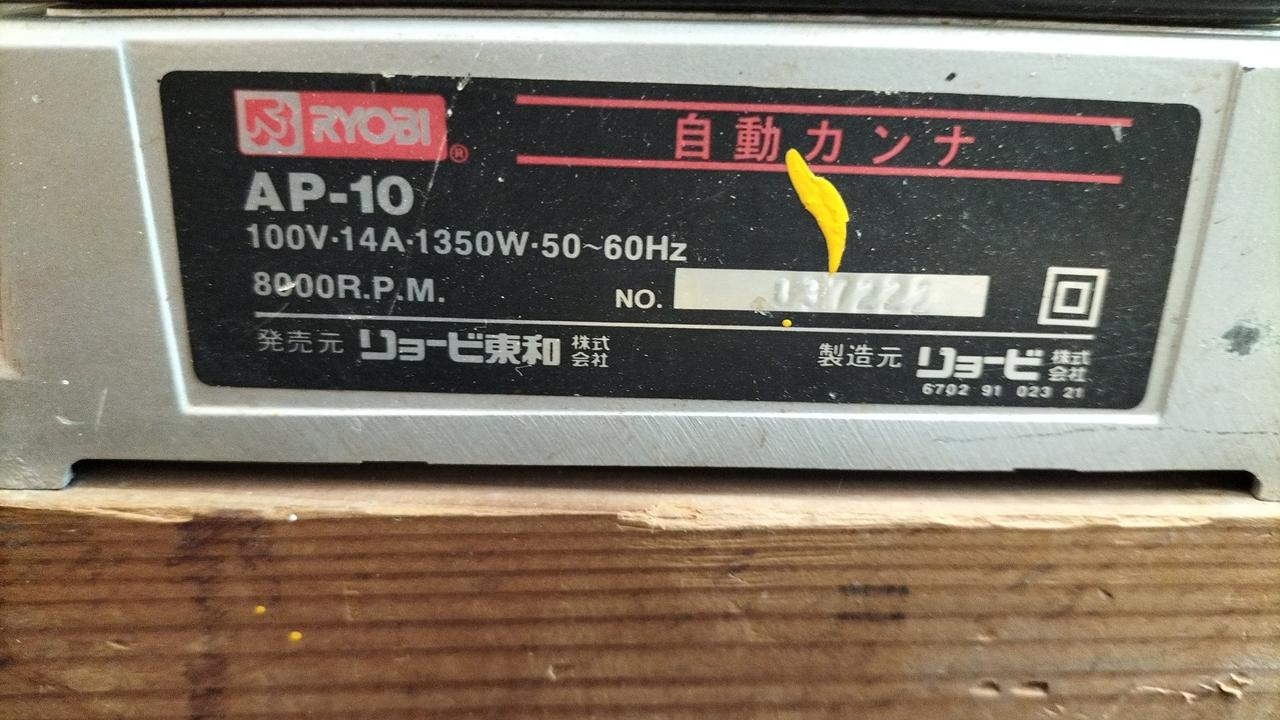 RYOBI ®
自動カンナ
AP-10
100V·14A·1350W·50~60Hz
8000R.P.M.
NO. 037222
発売元 リョービ東和 株式会社
製造元 リョービ 株式会社
6702 91 023 21